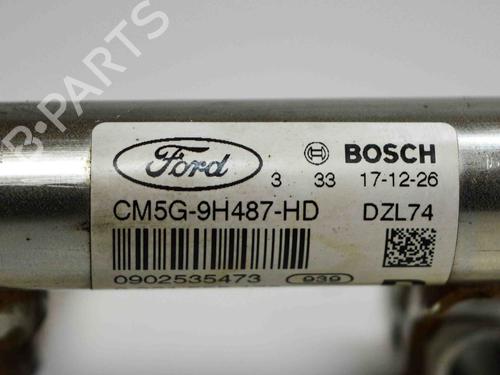 B-PARTS
Ford
3 33
BOSCH
17-12-26
CM5G-9H487-HD
DZL74
0902535473
939